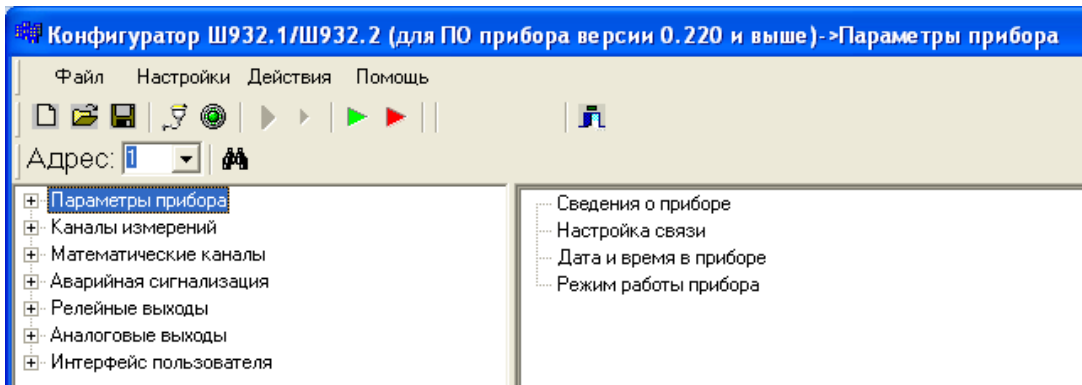 Конфигуратор Ш932.1/Ш932.2 (для ПО прибора версии 0.220 и выше)->Параметры прибора
Файл Настройки Действия Помощь
Адрес: 1
Параметры прибора
Каналы измерений
Математические каналы
Аварийная сигнализация
Релейные выходы
Аналоговые выходы
Интерфейс пользователя
Сведения о приборе
Настройка связи
Дата и время в приборе
Режим работы прибора